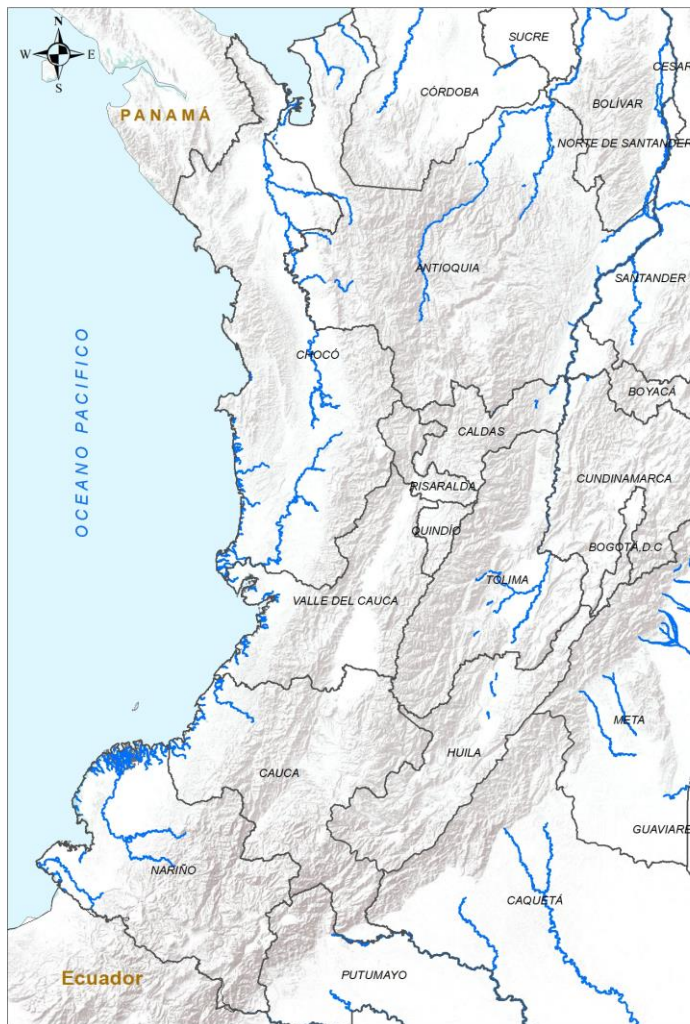 N
W E
S
SUCRE
CESAR
CÓRDOBA
BOLÍVAR
PANAMÁ
NORTE DE SANTANDER
ANTIOQUIA
SANTANDER
OCEANO PACIFICO
CHOCÓ
BOYACÁ
CALDAS
CUNDINAMARCA
RISARALDA
QUINDÍO
BOGOTÁ,D.C
TOLIMA
VALLE DEL CAUCA
META
HUILA
CAUCA
GUAVIARE
NARIÑO
CAQUETÁ
PUTUMAYO
Ecuador